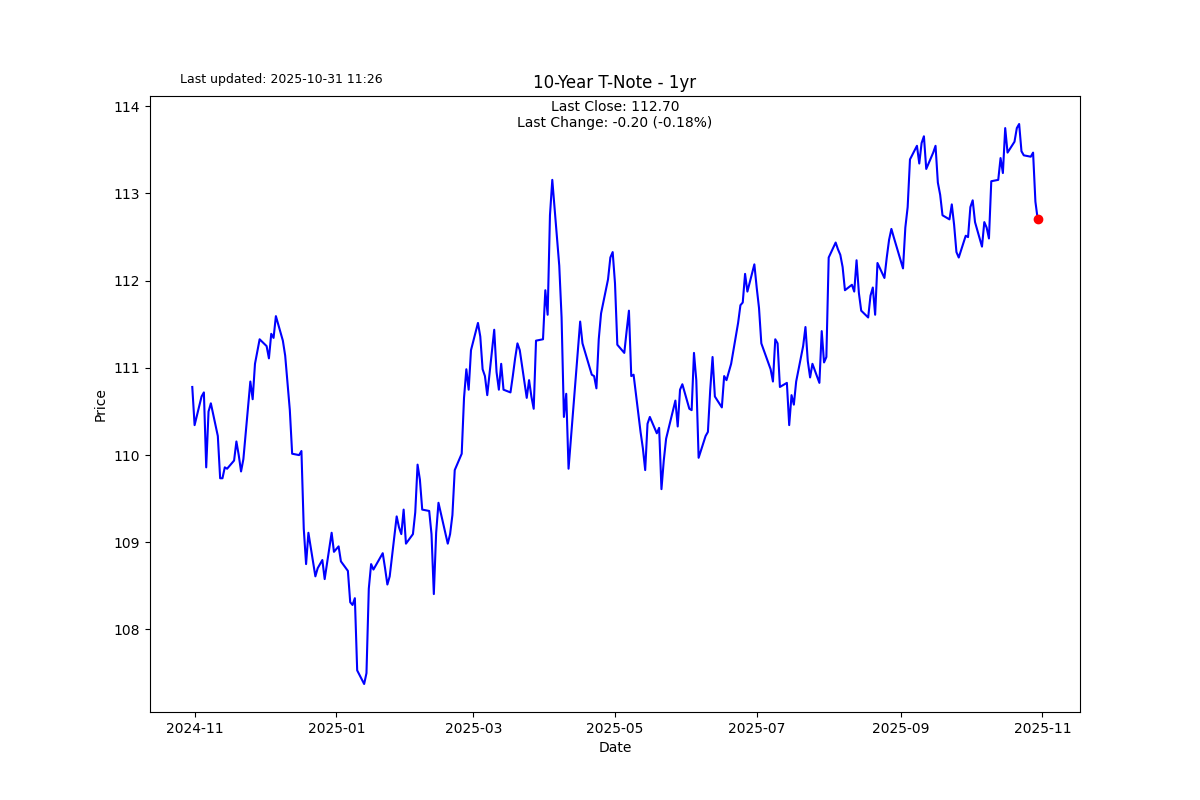 Last updated: 2025-10-31 11:26
10-Year T-Note - 1yr
Last Close: 112.70
Last Change: -0.20 (-0.18%)
114
113
112
111
110
109
108
Price
2024-11
2025-01
2025-03
2025-05
2025-07
2025-09
2025-11
Date